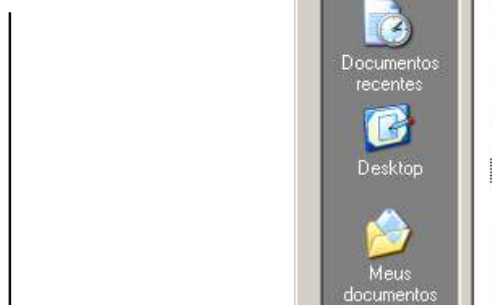 Documentos
recentes
Desktop
Meus
documentos